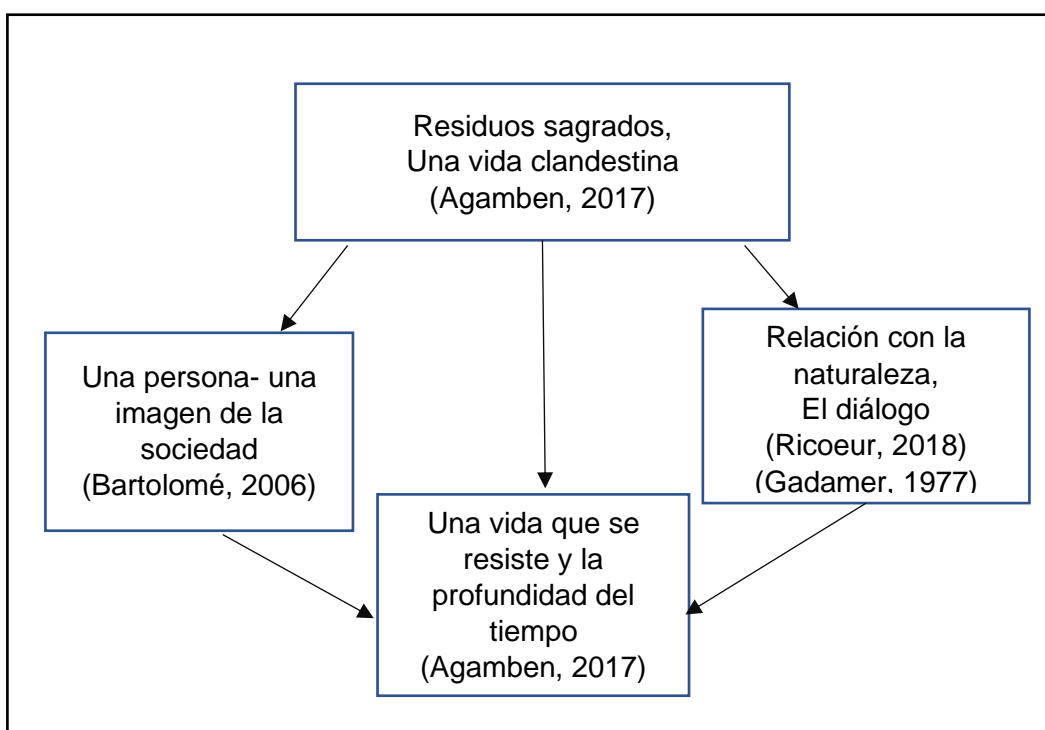 Residuos sagrados,
Una vida clandestina
(Agamben, 2017)
Una persona- una
imagen de la
sociedad
(Bartolomé, 2006)
Relación con la
naturaleza,
El diálogo
(Ricoeur, 2018)
(Gadamer, 1977)
Una vida que se
resiste y la
profundidad del
tiempo
(Agamben, 2017)